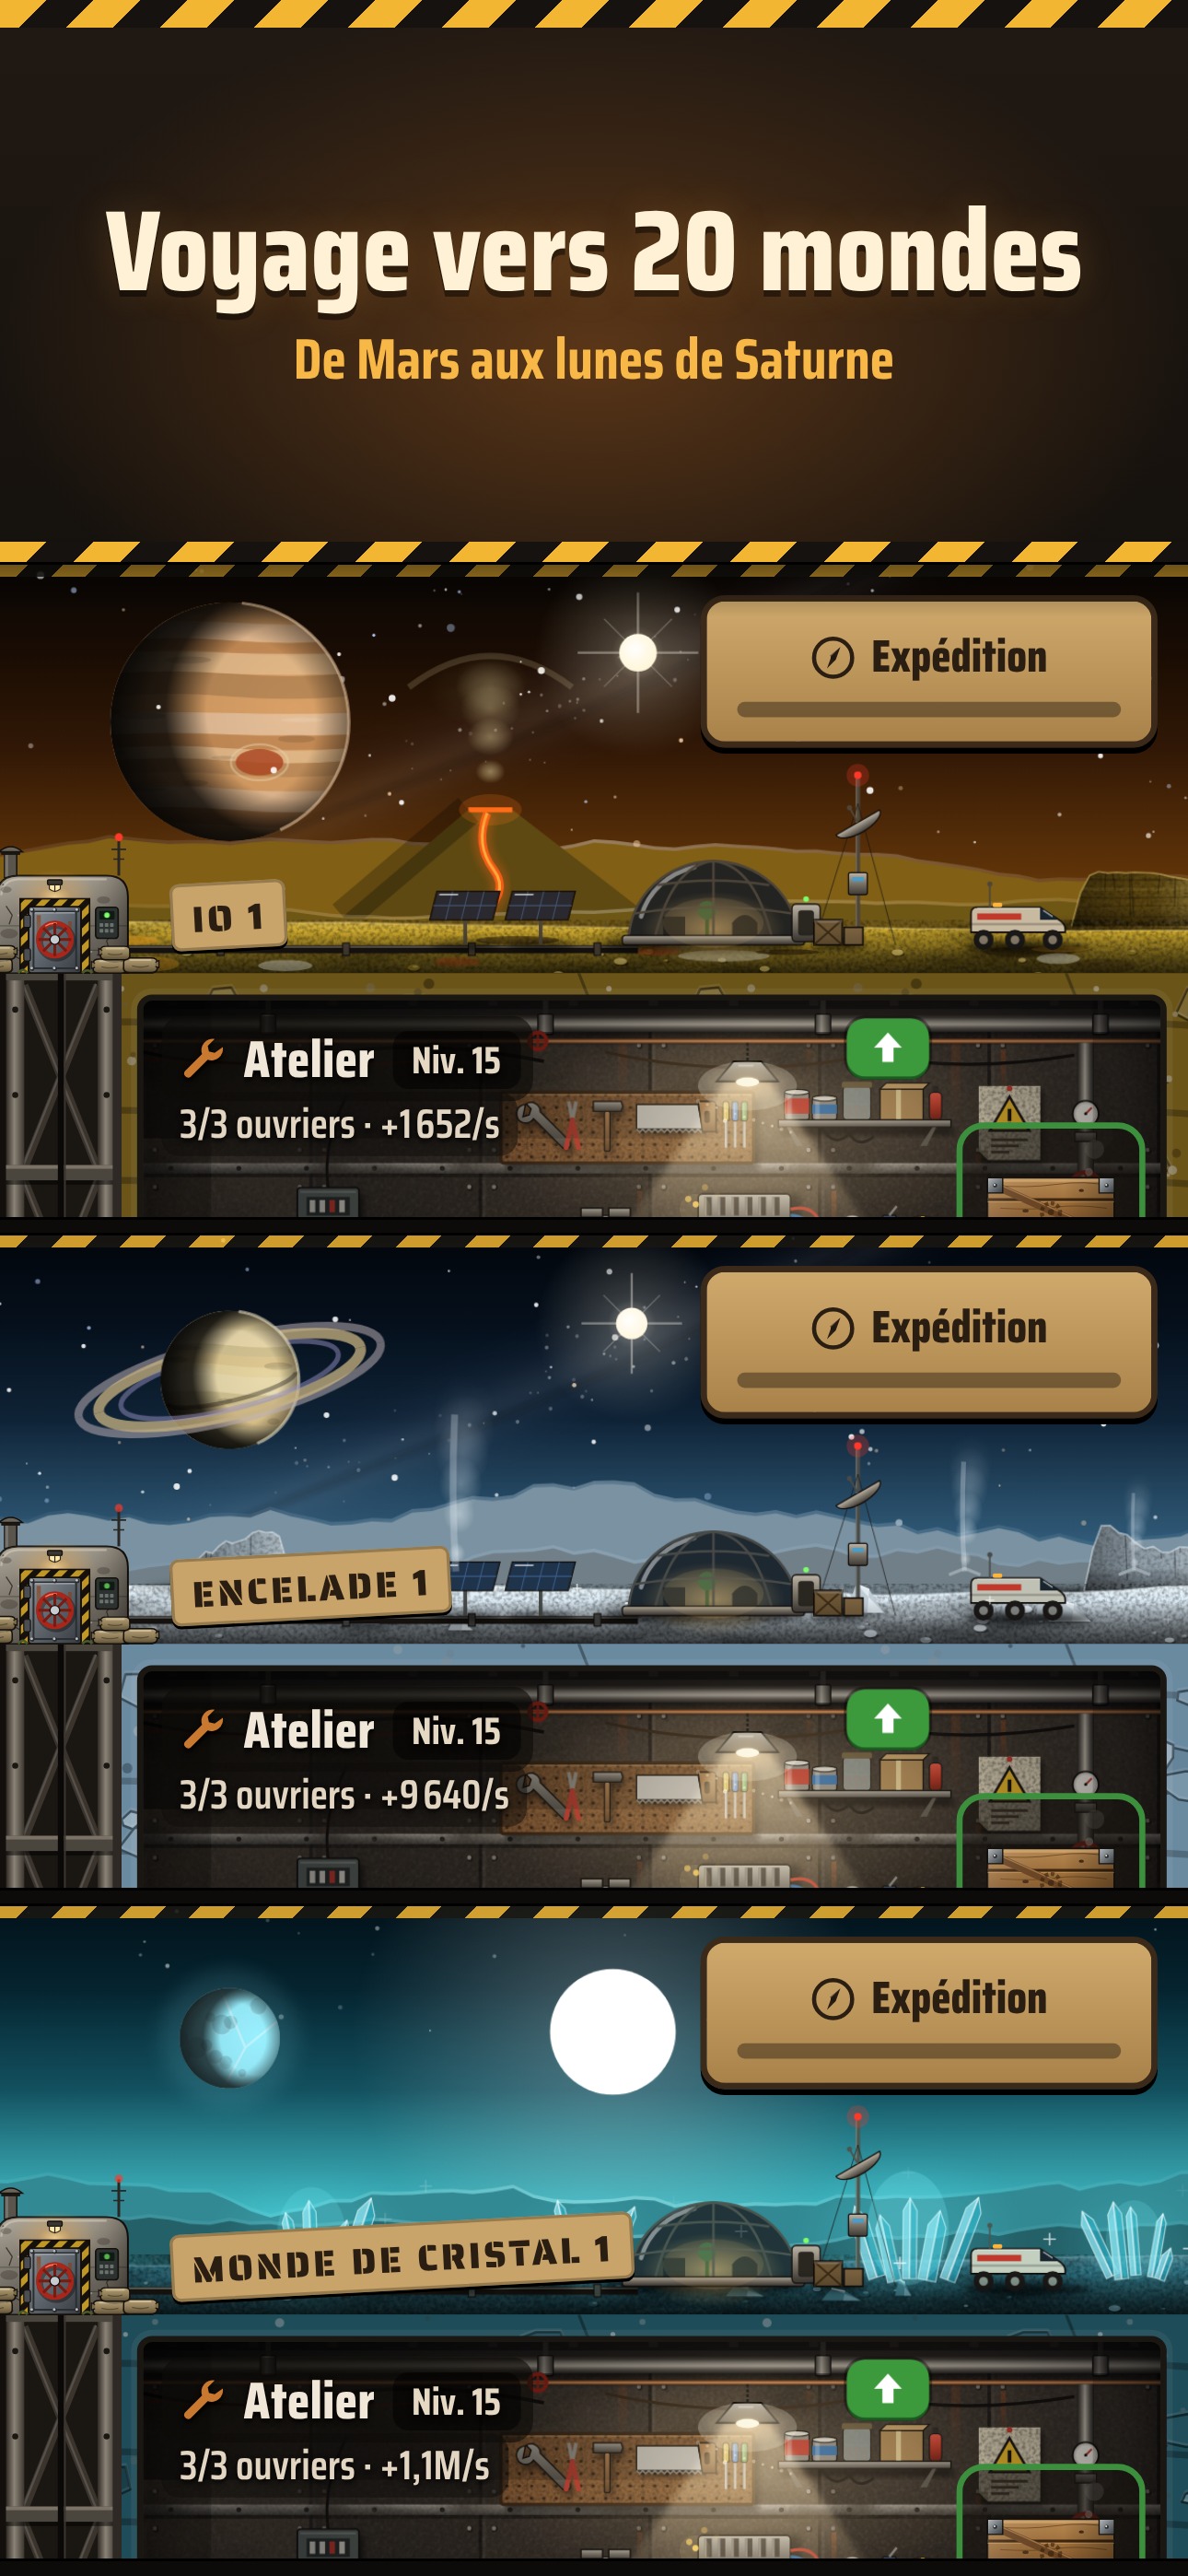 Voyage vers 20 mondes
De Mars aux lunes de Saturne
Expédition
IO 1
Atelier Niv. 15
3/3 ouvriers · +1 652/s
Expédition
ENCELADE 1
Atelier Niv. 15
3/3 ouvriers · +9 640/s
Expédition
MONDE DE CRISTAL 1
Atelier Niv. 15
3/3 ouvriers · +1,1M/s